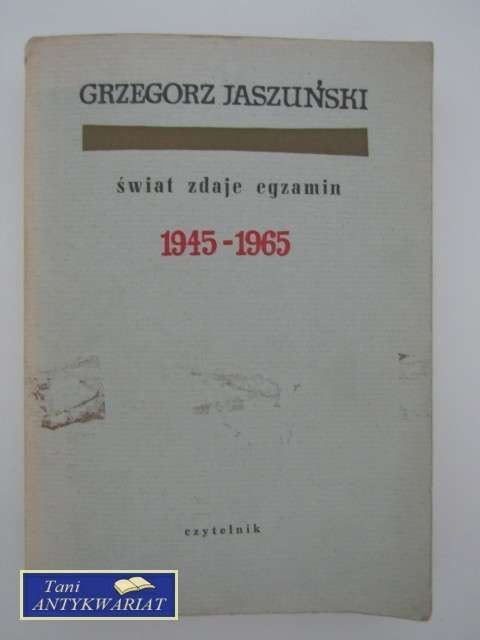 GRZEGORZ JASZUŃSKI
świat zdaje egzamin
1945-1965
czytelnik
Tani
ANTYKWARIAT